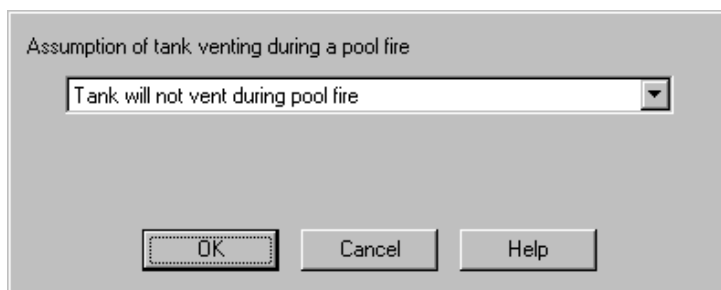 Assumption of tank venting during a pool fire
Tank will not vent during pool fire
OK Cancel Help